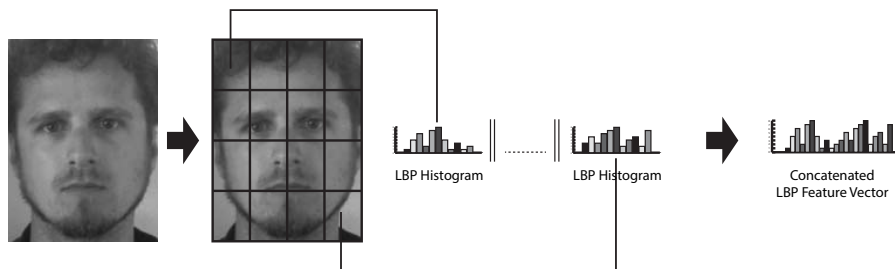 LBP Histogram
LBP Histogram
Concatenated
LBP Feature Vector